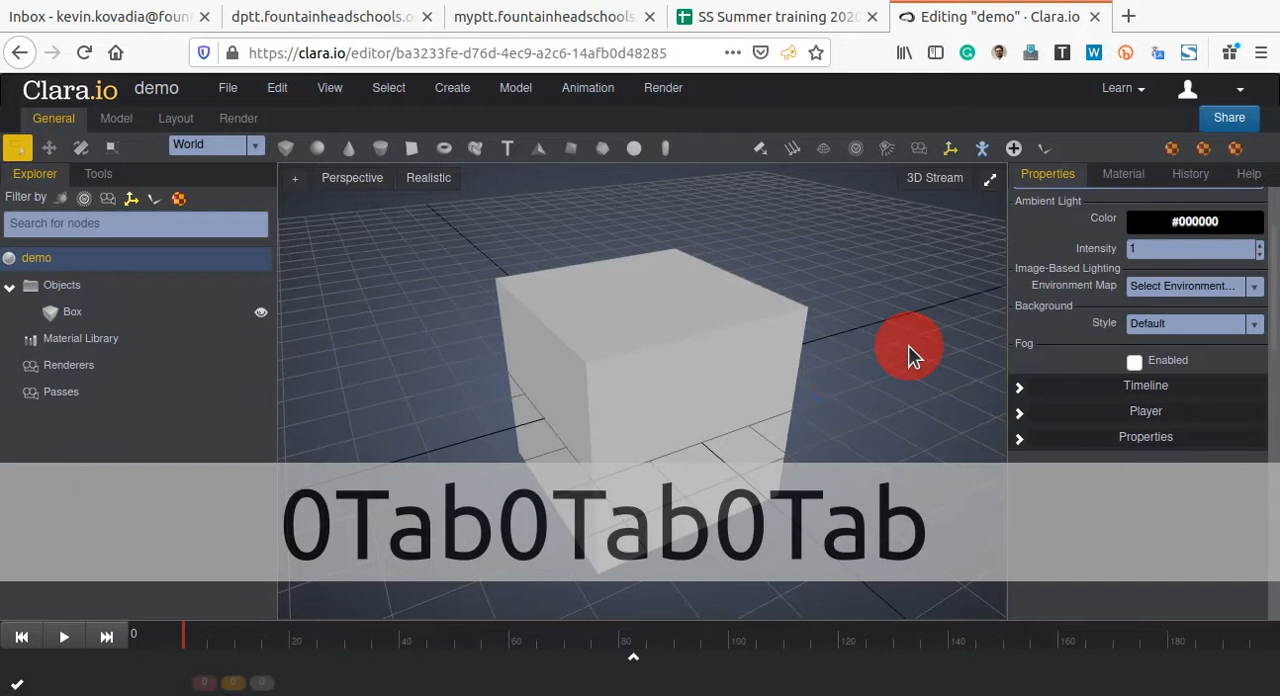 Inbox - kevin.kovadia@foun
dptt.fountainheadschools.o
myptt.fountainheadschools.
SS Summer training 2020
Editing "demo" · Clara.io
https://clara.io/editor/ba3233fe-d76d-4ec9-a2c6-14afb0d48285
Clara.io demo File Edit View Select Create Model Animation Render Learn
General Model Layout Render Share
World
Explorer Tools
Perspective Realistic 3D Stream
Properties Material History Help
Filter by
Search for nodes
demo
Objects
Box
Material Library
Renderers
Passes
Ambient Light
Color #000000
Intensity 1
Image-Based Lighting
Environment Map Select Environment...
Background
Style Default
Fog
Enabled
Timeline
Player
Properties
0Tab0Tab0Tab
0 20 40 60 80 100 120 140 160 180
0 0 0